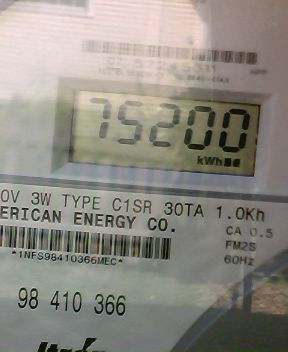 75200
kWh
0V 3W TYPE C1SR 30TA 1.0Kh
ERICAN ENERGY CO.
CA 0.5
FM2S
60Hz
*1NFS98410366MEC*
98 410 366
Itron